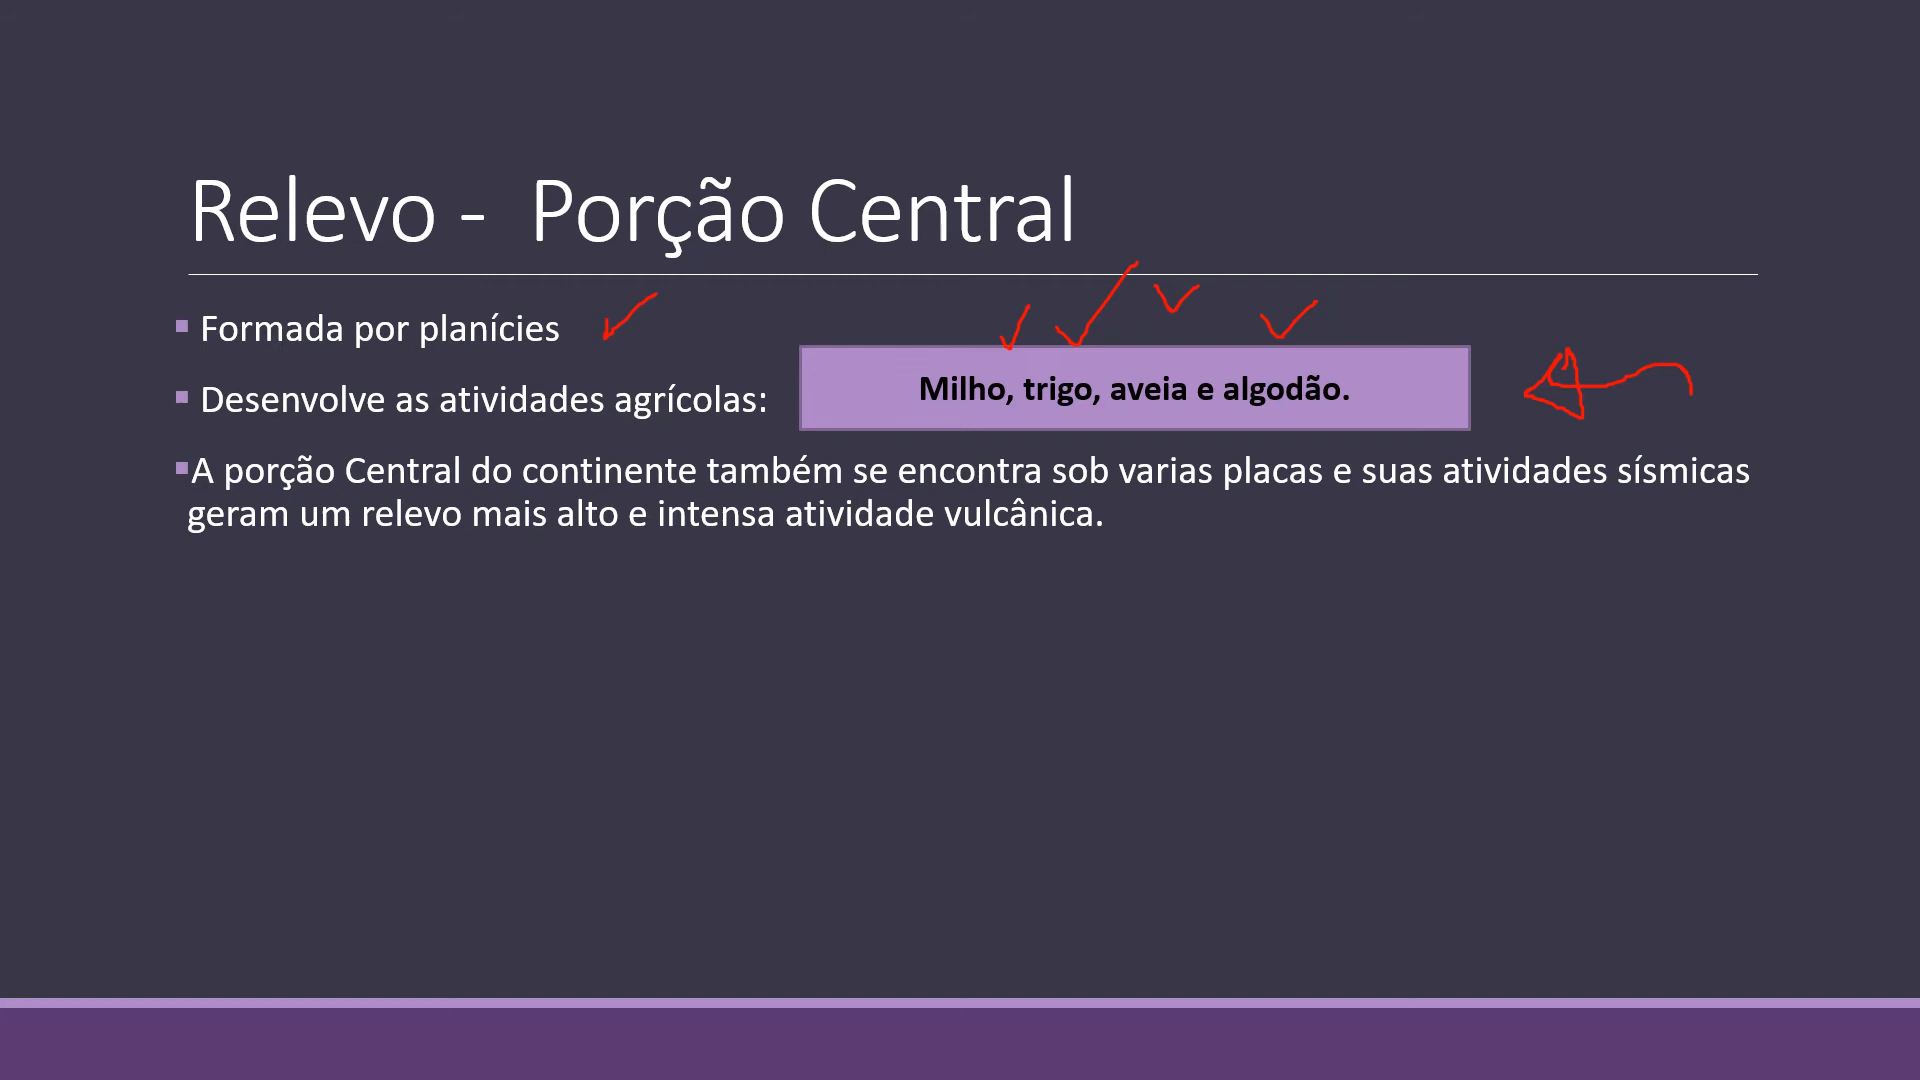 Relevo - Porção Central
Formada por planícies
Desenvolve as atividades agrícolas:
Milho, trigo, aveia e algodão.
A porção Central do continente também se encontra sob varias placas e suas atividades sísmicas
geram um relevo mais alto e intensa atividade vulcânica.